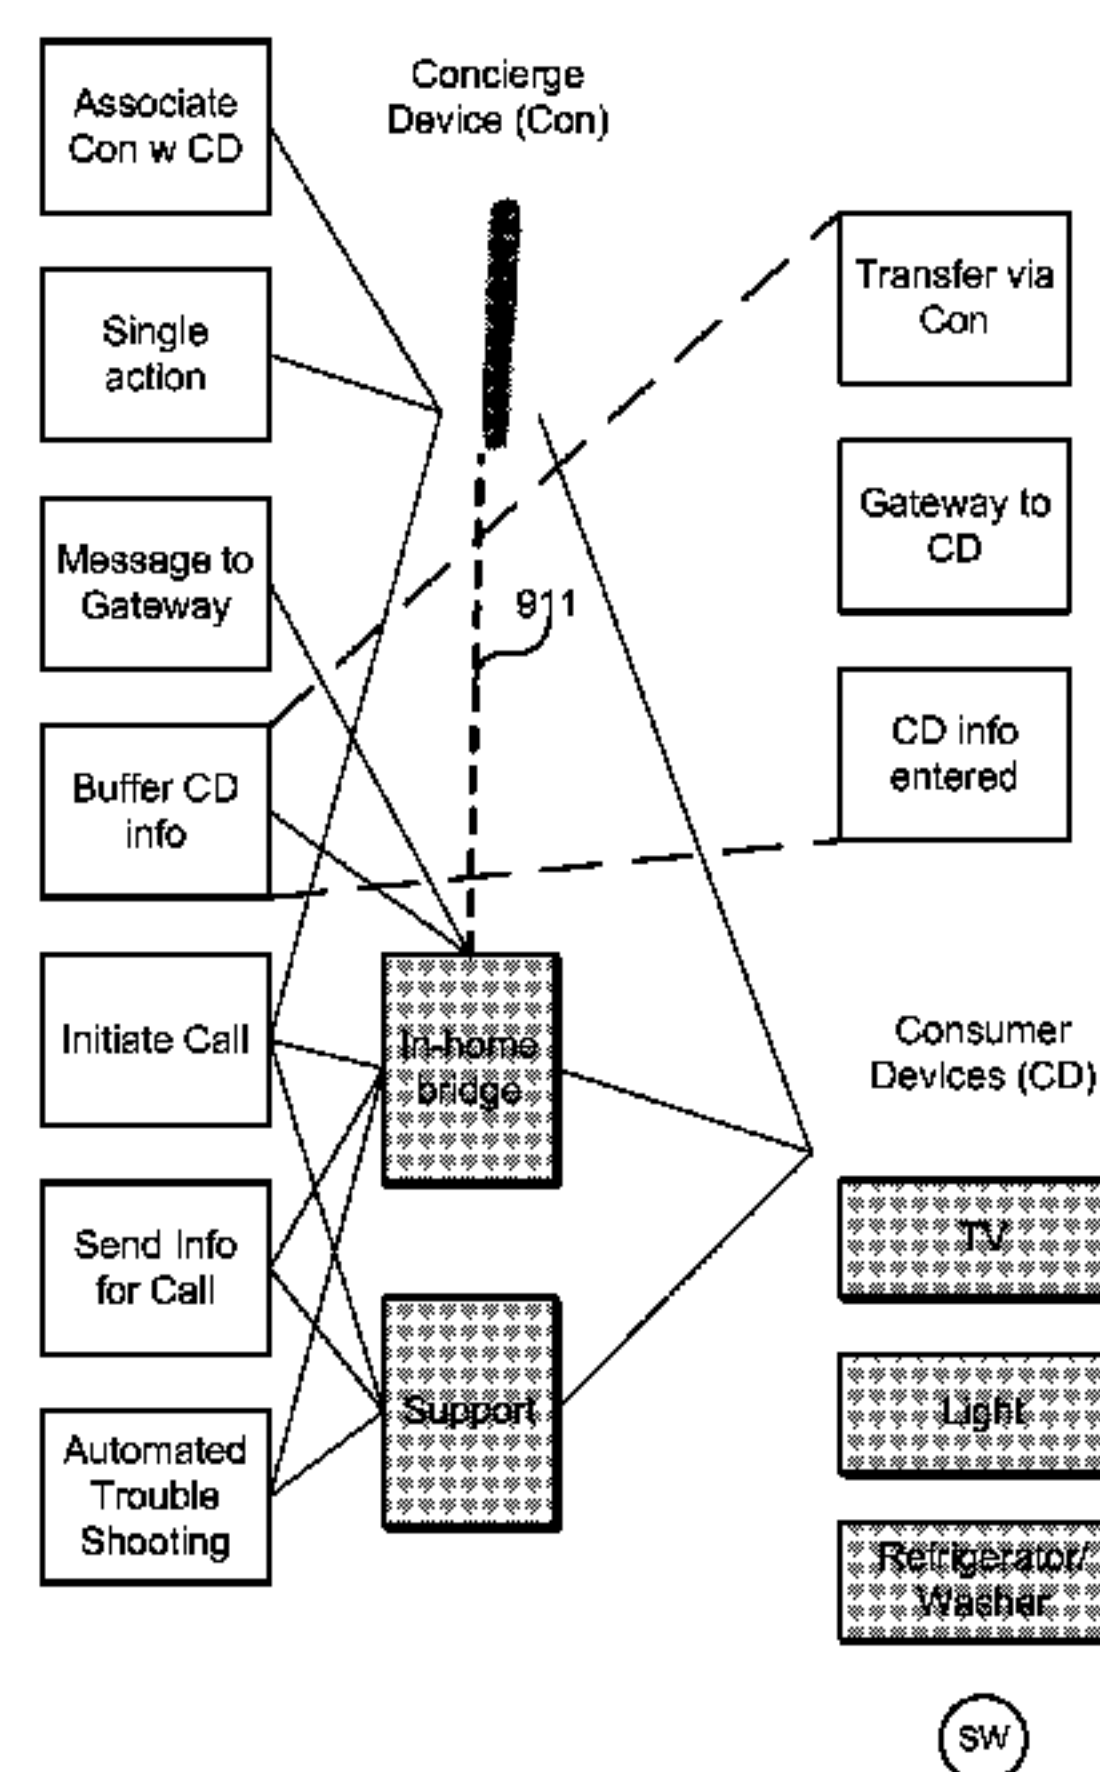 Associate
Con w CD
Concierge
Device (Con)
Single
action
Transfer via
Con
Message to
Gateway
Gateway to
CD
911
Buffer CD
info
CD info
entered
Initiate Call
In-home
bridge
Consumer
Devices (CD)
Send Info
for Call
TV
Automated
Trouble
Shooting
Support
Light
Refrigerator/
Washer
SW